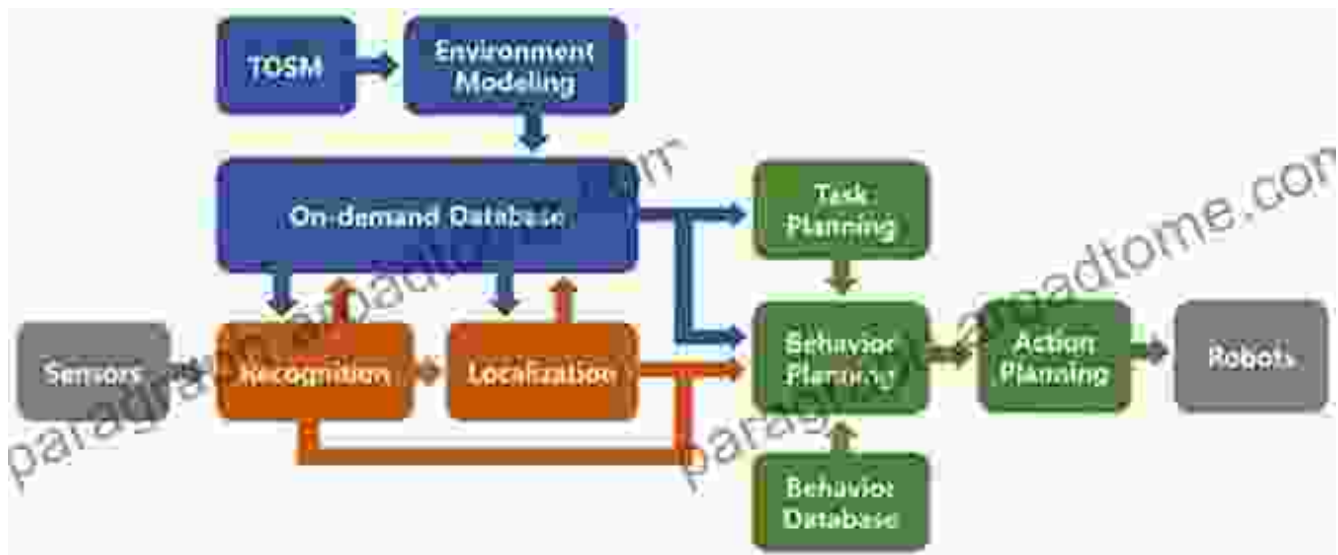 TOSM
Environment
Modeling
On-demand Database
Task
Planning
Sensors
Recognition
Localization
Behavior
Planning
Action
Planning
Robots
Behavior
Database